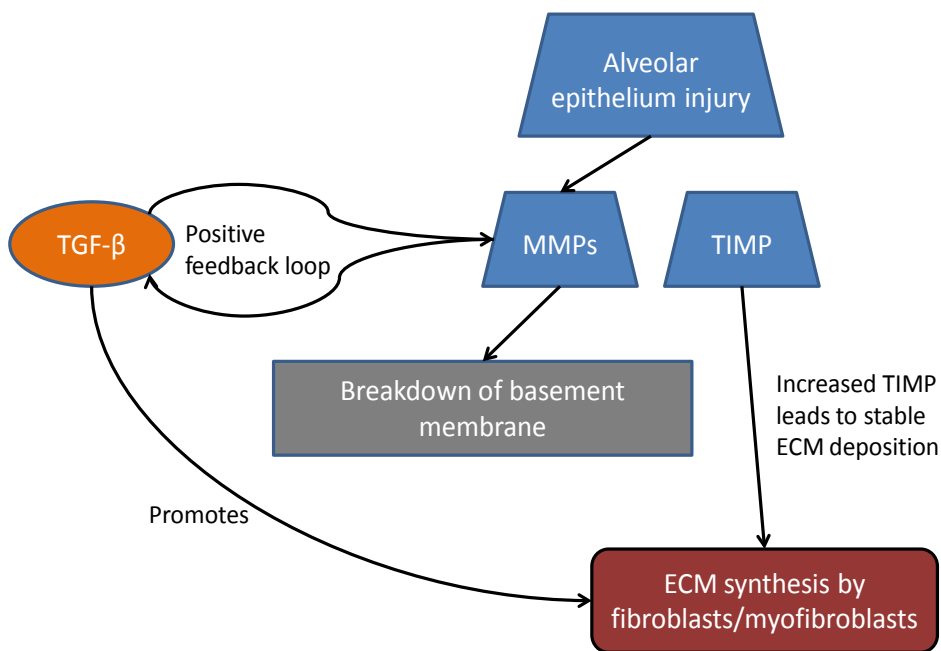 Alveolar
epithelium injury
TGF-β
Positive
feedback loop
MMPs
TIMP
Breakdown of basement
membrane
Increased TIMP
leads to stable
ECM deposition
Promotes
ECM synthesis by
fibroblasts/myofibroblasts